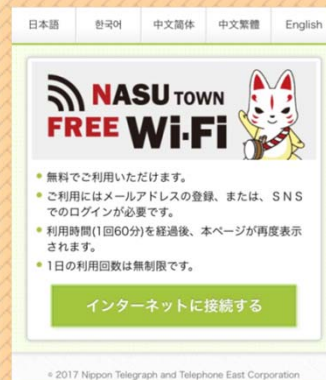 日本語 한국어 中文简体 中文繁體 English
NASU TOWN
FREE Wi-Fi
• 無料でご利用いただけます。
• ご利用にはメールアドレスの登録、または、ＳＮＳ
でのログインが必要です。
• 利用時間(1回60分)を経過後、本ページが再度表示
されます。
• 1日の利用回数は無制限です。
インターネットに接続する
© 2017 Nippon Telegraph and Telephone East Corporation